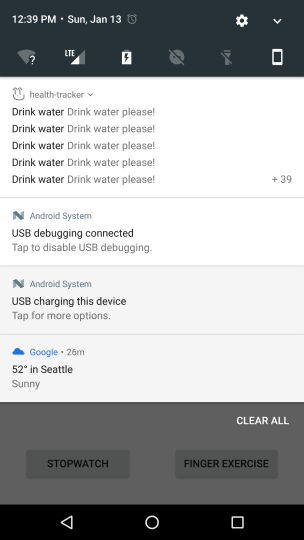 12:39 PM • Sun, Jan 13
LTE
?
health-tracker
Drink water Drink water please!
Drink water Drink water please!
Drink water Drink water please!
Drink water Drink water please!
Drink water Drink water please! + 39
Android System
USB debugging connected
Tap to disable USB debugging.
Android System
USB charging this device
Tap for more options.
Google • 26m
52° in Seattle
Sunny
CLEAR ALL
STOPWATCH FINGER EXERCISE